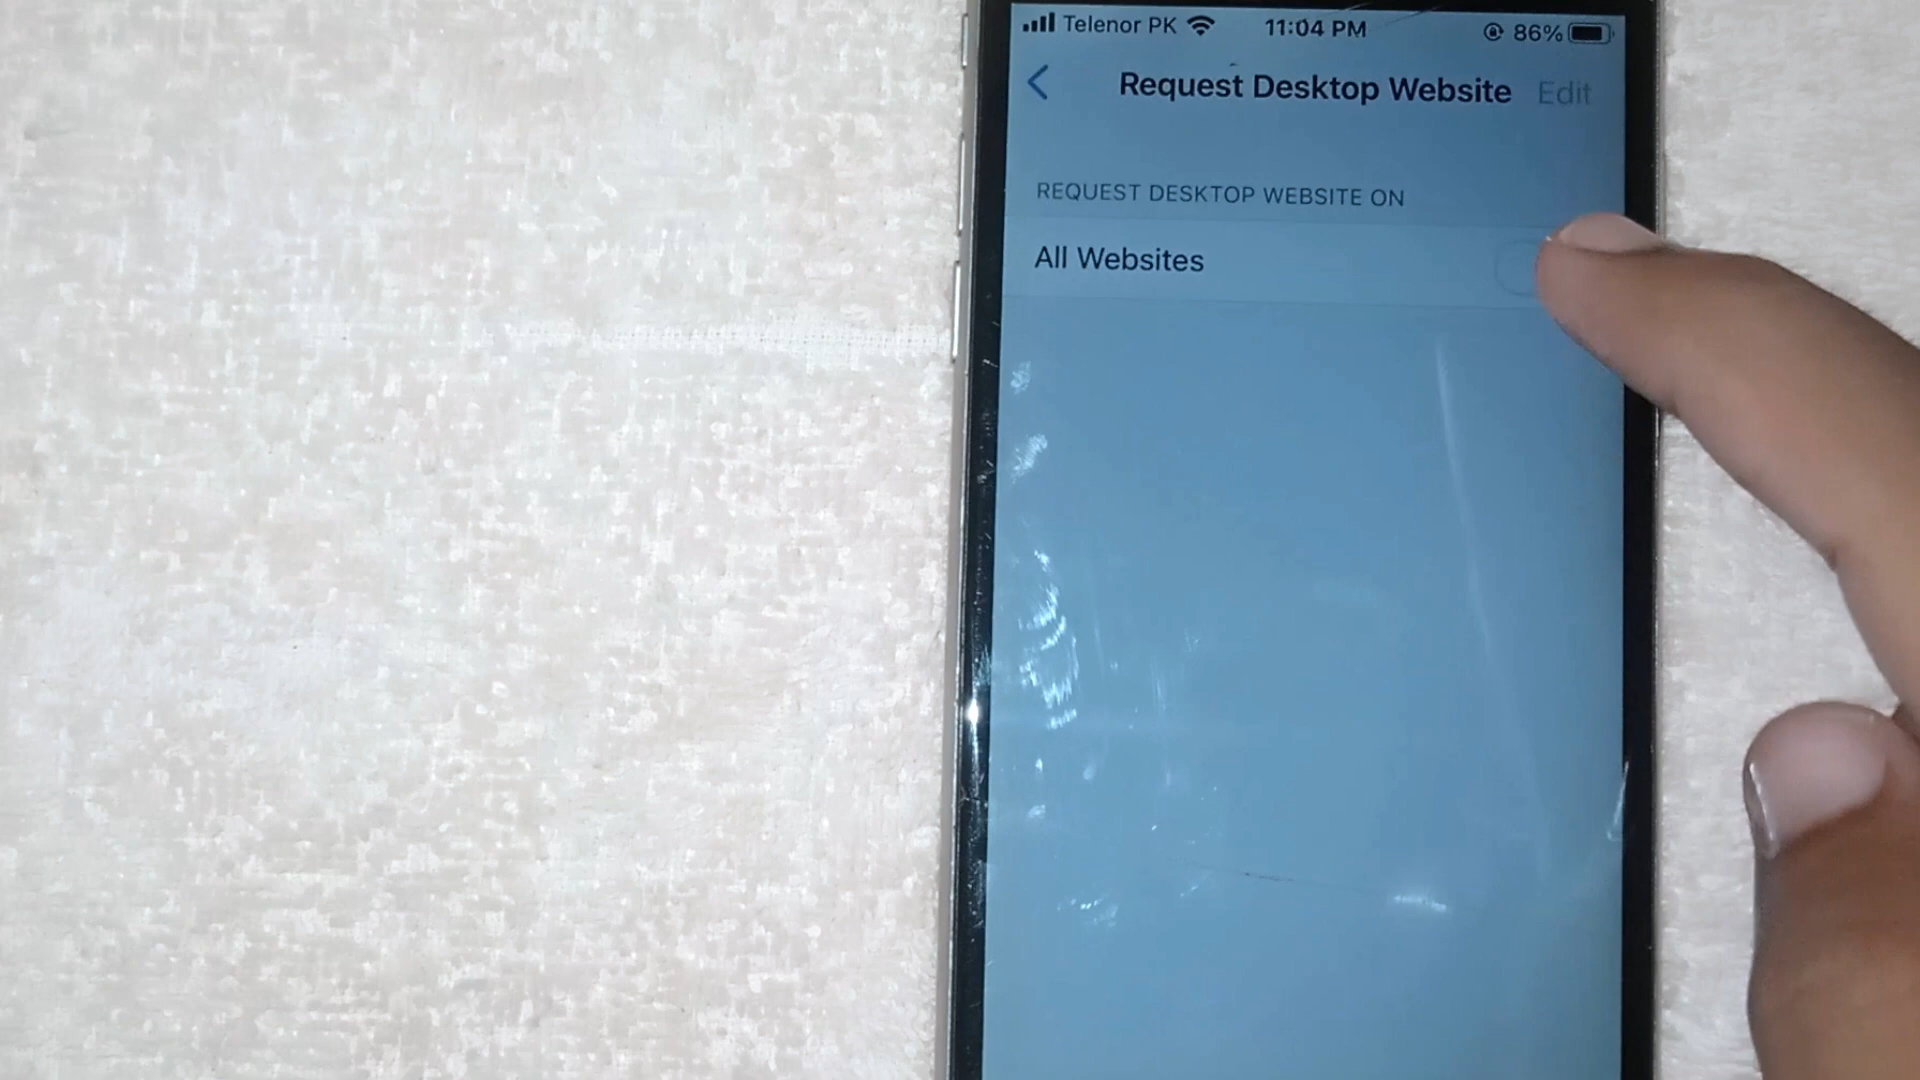 Telenor PK 11:04 PM 86%
Request Desktop Website Edit
REQUEST DESKTOP WEBSITE ON
All Websites